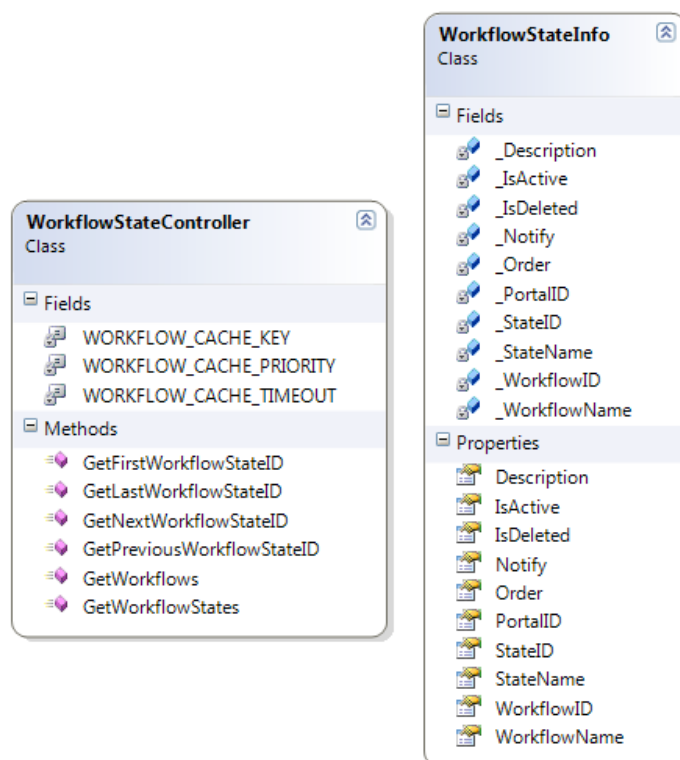 WorkflowStateController
Class
Fields
WORKFLOW_CACHE_KEY
WORKFLOW_CACHE_PRIORITY
WORKFLOW_CACHE_TIMEOUT
Methods
GetFirstWorkflowStateID
GetLastWorkflowStateID
GetNextWorkflowStateID
GetPreviousWorkflowStateID
GetWorkflows
GetWorkflowStates
WorkflowStateInfo
Class
Fields
_Description
_IsActive
_IsDeleted
_Notify
_Order
_PortalID
_StateID
_StateName
_WorkflowID
_WorkflowName
Properties
Description
IsActive
IsDeleted
Notify
Order
PortalID
StateID
StateName
WorkflowID
WorkflowName